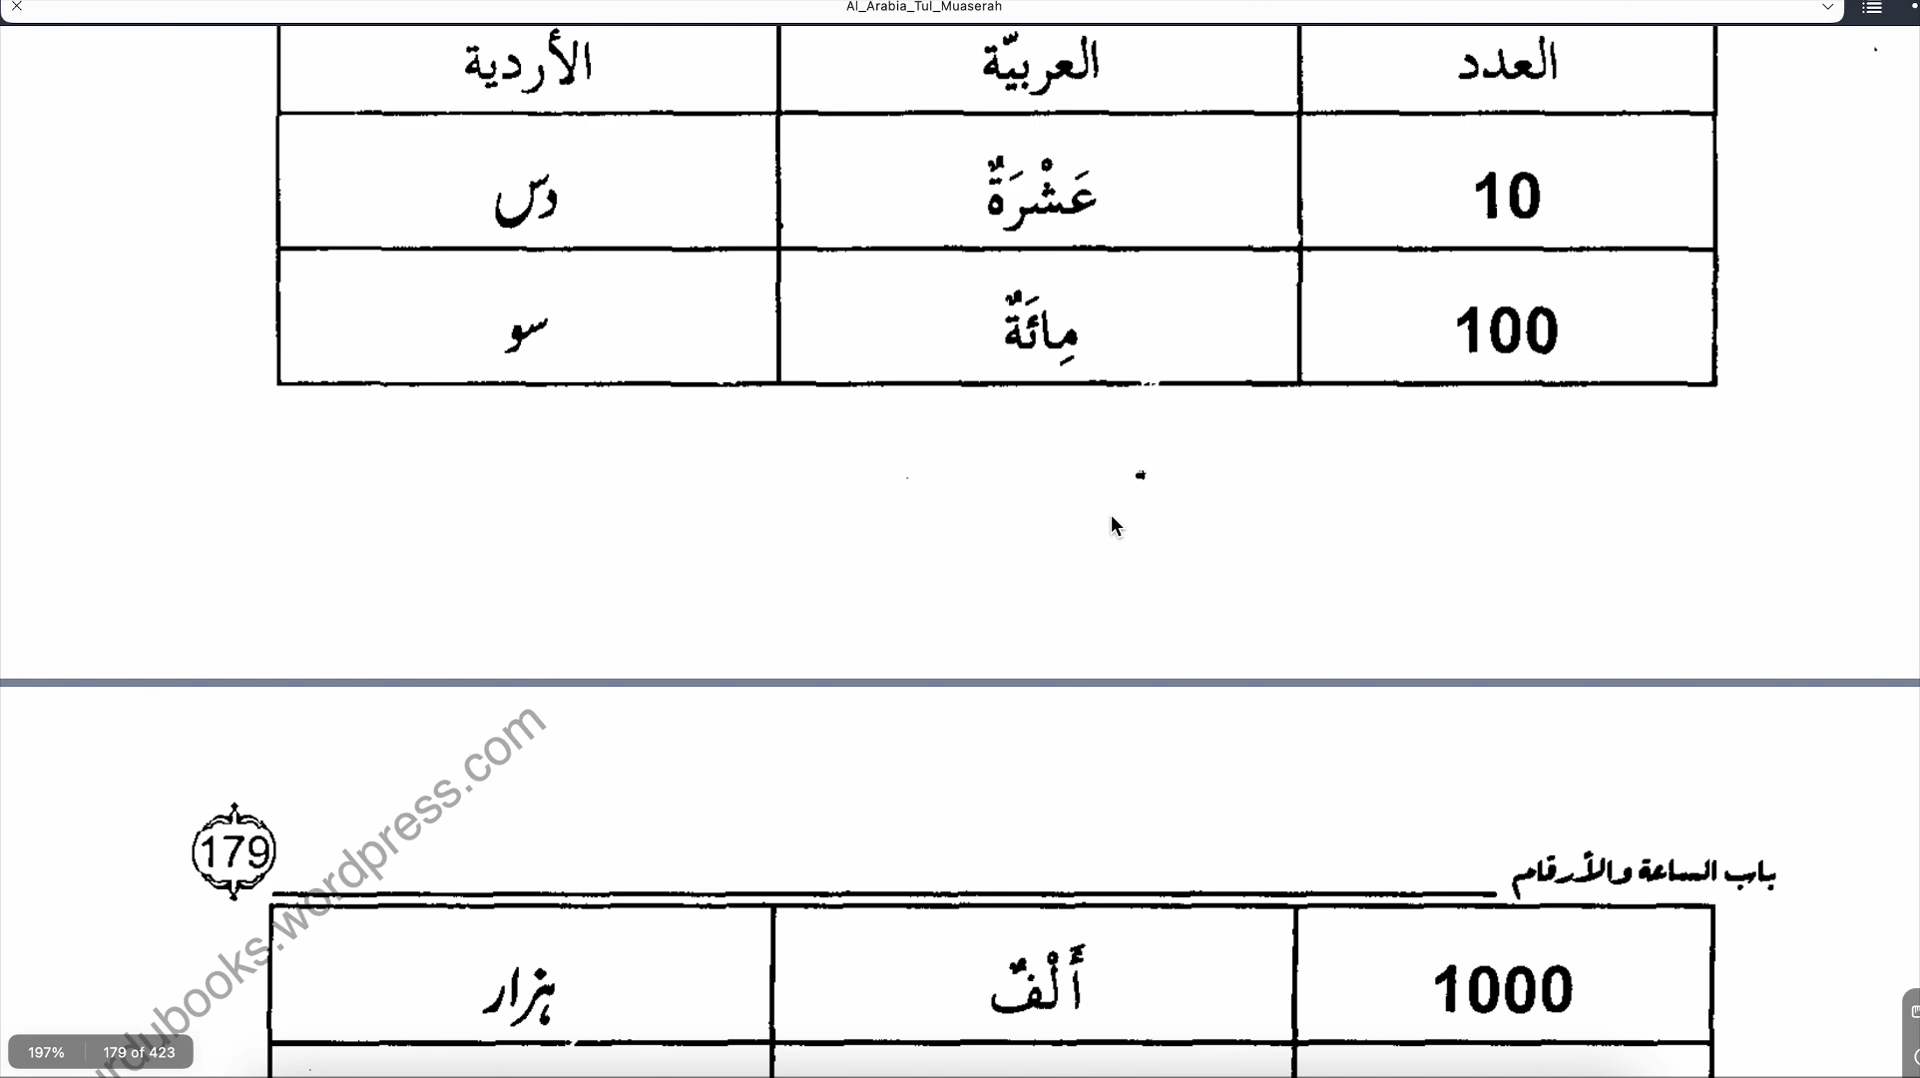 Al_Arabia_Tul_Muaserah
العدد العربيّة الأردية
10 عَشْرَةٌ دس
100 مِائَةٌ سو
179
باب الساعة والأرقام
1000 أَلْفٌ ہزار
urdubooks.wordpress.com
197% 179 of 423